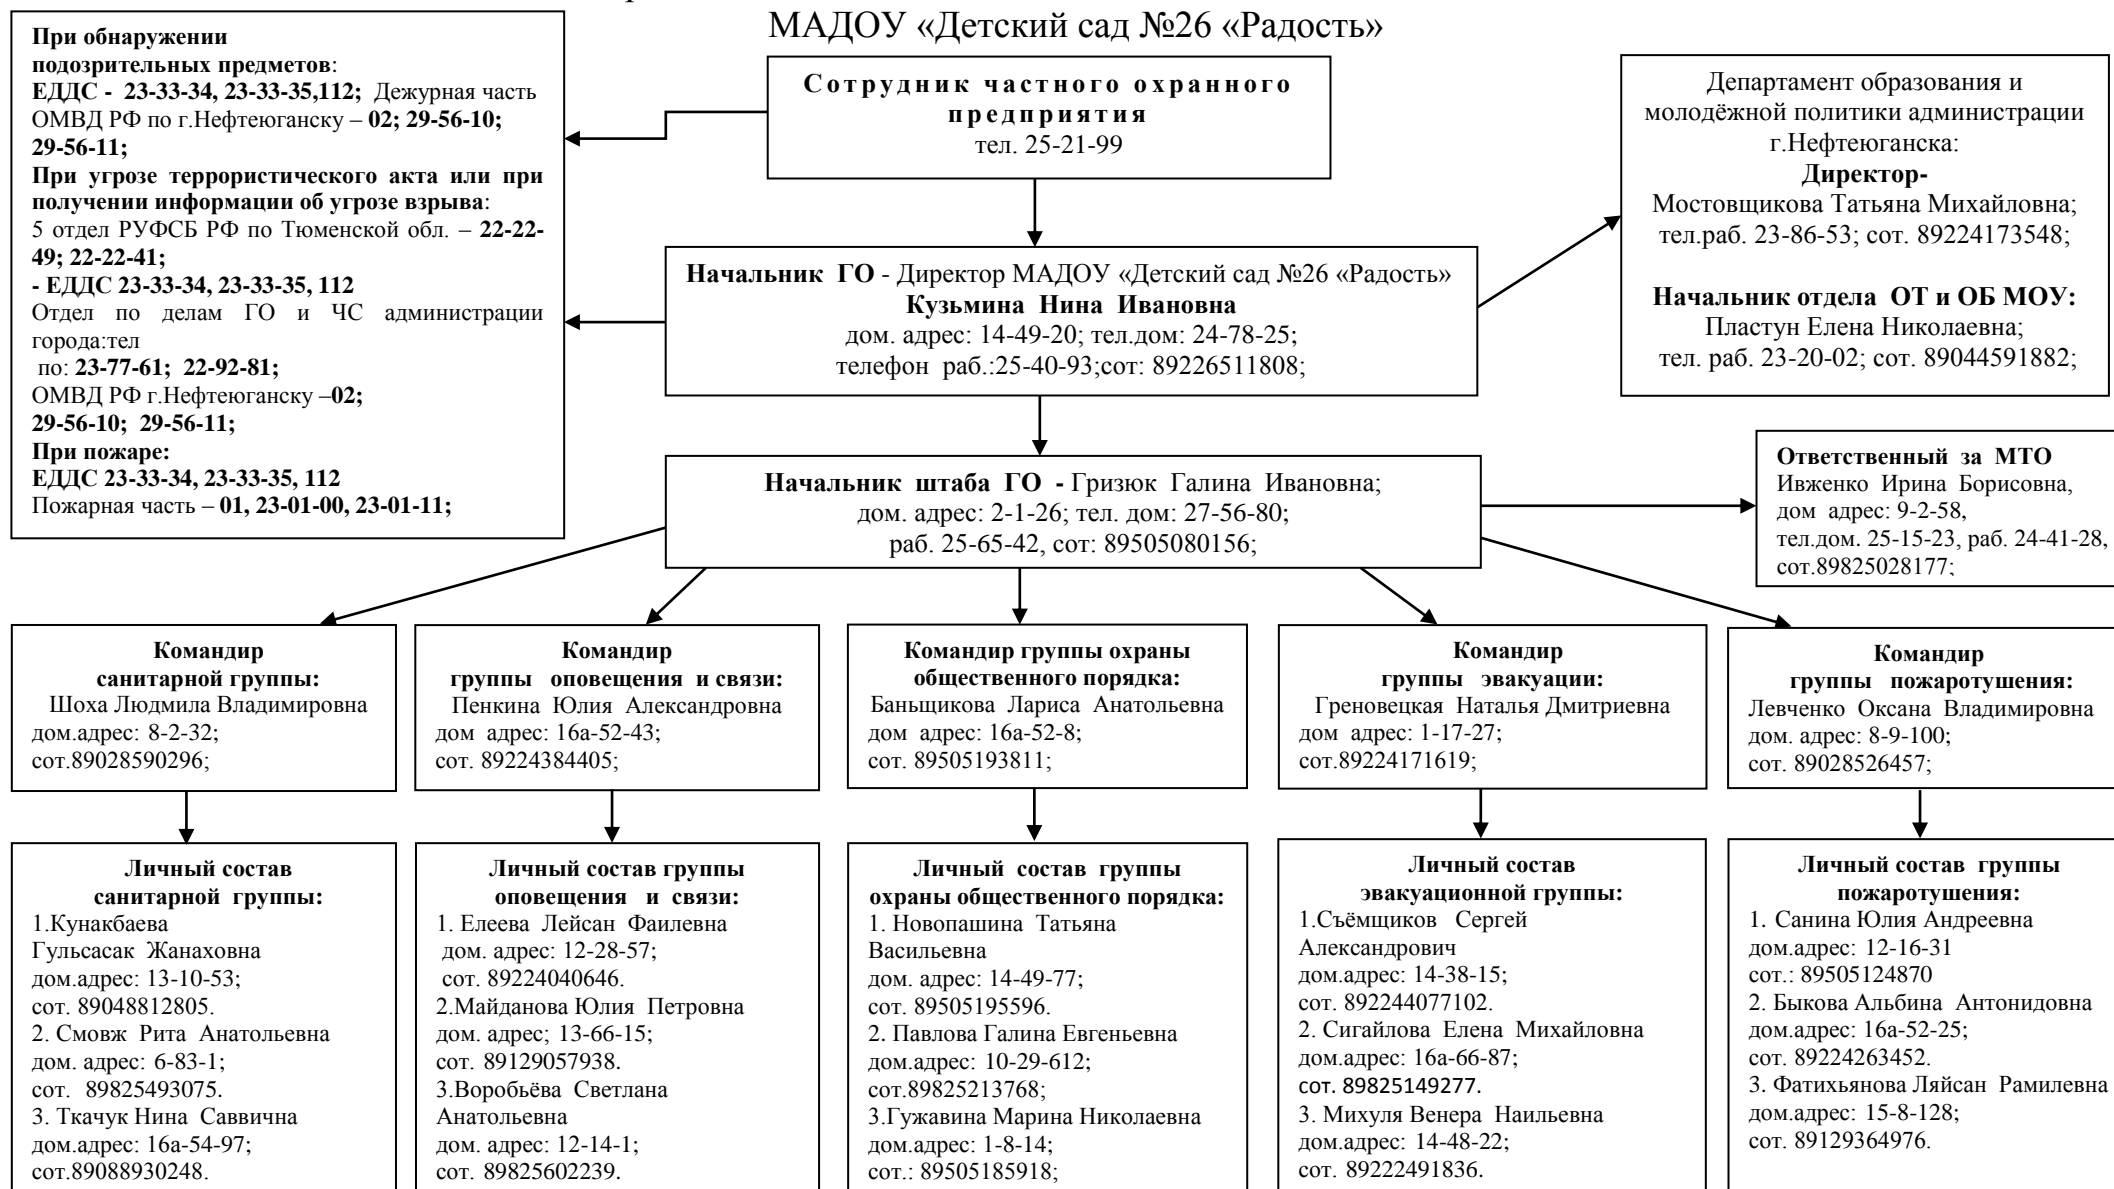 МАДОУ «Детский сад №26 «Радость»
При обнаружении
подозрительных предметов:
ЕДДС - 23-33-34, 23-33-35,112; Дежурная часть
ОМВД РФ по г.Нефтеюганску – 02; 29-56-10;
29-56-11;
При угрозе террористического акта или при
получении информации об угрозе взрыва:
5 отдел РУФСБ РФ по Тюменской обл. – 22-22-
49; 22-22-41;
- ЕДДС 23-33-34, 23-33-35, 112
Отдел по делам ГО и ЧС администрации
города:тел
по: 23-77-61; 22-92-81;
ОМВД РФ г.Нефтеюганску –02;
29-56-10; 29-56-11;
При пожаре:
ЕДДС 23-33-34, 23-33-35, 112
Пожарная часть – 01, 23-01-00, 23-01-11;
Сотрудник частного охранного
предприятия
тел. 25-21-99
Департамент образования и
молодёжной политики администрации
г.Нефтеюганска:
Директор-
Мостовщикова Татьяна Михайловна;
тел.раб. 23-86-53; сот. 89224173548;
Начальник отдела ОТ и ОБ МОУ:
Пластун Елена Николаевна;
тел. раб. 23-20-02; сот. 89044591882;
Начальник ГО - Директор МАДОУ «Детский сад №26 «Радость»
Кузьмина Нина Ивановна
дом. адрес: 14-49-20; тел.дом: 24-78-25;
телефон раб.:25-40-93;сот: 89226511808;
Начальник штаба ГО - Гризюк Галина Ивановна;
дом. адрес: 2-1-26; тел. дом: 27-56-80;
раб. 25-65-42, сот: 89505080156;
Ответственный за МТО
Ивженко Ирина Борисовна,
дом адрес: 9-2-58,
тел.дом. 25-15-23, раб. 24-41-28,
сот.89825028177;
Командир
санитарной группы:
Шоха Людмила Владимировна
дом.адрес: 8-2-32;
сот.89028590296;
Командир
группы оповещения и связи:
Пенкина Юлия Александровна
дом адрес: 16а-52-43;
сот. 89224384405;
Командир группы охраны
общественного порядка:
Баньщикова Лариса Анатольевна
дом адрес: 16а-52-8;
сот. 89505193811;
Командир
группы эвакуации:
Греновецкая Наталья Дмитриевна
дом адрес: 1-17-27;
сот.89224171619;
Командир
группы пожаротушения:
Левченко Оксана Владимировна
дом. адрес: 8-9-100;
сот. 89028526457;
Личный состав
санитарной группы:
1.Кунакбаева
Гульсасак Жанаховна
дом.адрес: 13-10-53;
сот. 89048812805.
2. Смовж Рита Анатольевна
дом. адрес: 6-83-1;
сот. 89825493075.
3. Ткачук Нина Саввична
дом.адрес: 16а-54-97;
сот.89088930248.
Личный состав группы
оповещения и связи:
1. Елеева Лейсан Фаилевна
дом. адрес: 12-28-57;
сот. 89224040646.
2.Майданова Юлия Петровна
дом. адрес; 13-66-15;
сот. 89129057938.
3.Воробьёва Светлана
Анатольевна
дом. адрес: 12-14-1;
сот. 89825602239.
Личный состав группы
охраны общественного порядка:
1. Новопашина Татьяна
Васильевна
дом. адрес: 14-49-77;
сот. 89505195596.
2. Павлова Галина Евгеньевна
дом.адрес: 10-29-612;
сот.89825213768;
3.Гужавина Марина Николаевна
дом.адрес: 1-8-14;
сот.: 89505185918;
Личный состав
эвакуационной группы:
1.Съёмщиков Сергей
Александрович
дом.адрес: 14-38-15;
сот. 892244077102.
2. Сигайлова Елена Михайловна
дом.адрес: 16а-66-87;
сот. 89825149277.
3. Михуля Венера Наильевна
дом.адрес: 14-48-22;
сот. 89222491836.
Личный состав группы
пожаротушения:
1. Санина Юлия Андреевна
дом.адрес: 12-16-31
сот.: 89505124870
2. Быкова Альбина Антонидовна
дом.адрес: 16а-52-25;
сот. 89224263452.
3. Фатихьянова Ляйсан Рамилевна
дом.адрес: 15-8-128;
сот. 89129364976.